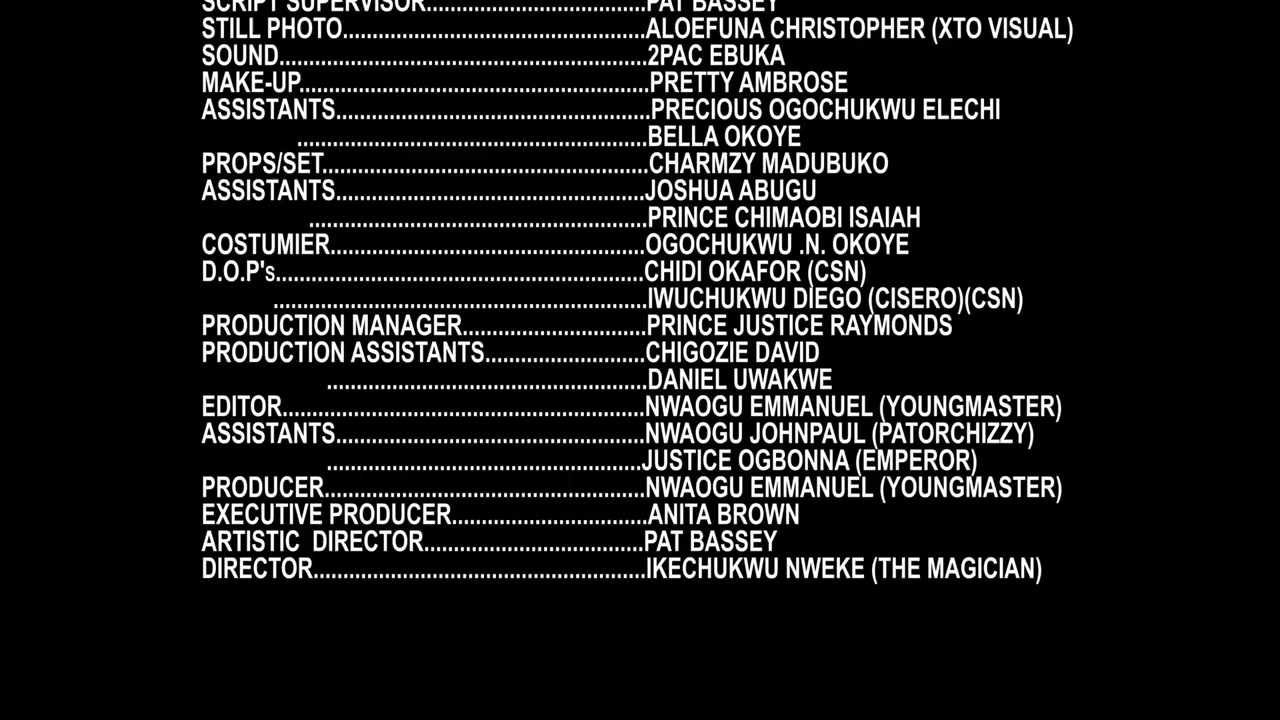 SCRIPT SUPERVISOR............................PAT BASSEY
STILL PHOTO....................................................ALOEFUNA CHRISTOPHER (XTO VISUAL)
SOUND...............................................................2PAC EBUKA
MAKE-UP...........................................................PRETTY AMBROSE
ASSISTANTS.....................................................PRECIOUS OGOCHUKWU ELECHI
...........................................................BELLA OKOYE
PROPS/SET.......................................................CHARMZY MADUBUKO
ASSISTANTS....................................................JOSHUA ABUGU
.........................................................PRINCE CHIMAOBI ISAIAH
COSTUMIER.....................................................OGOCHUKWU .N. OKOYE
D.O.P's..............................................................CHIDI OKAFOR (CSN)
...............................................................IWUCHUKWU DIEGO (CISERO)(CSN)
PRODUCTION MANAGER...............................PRINCE JUSTICE RAYMONDS
PRODUCTION ASSISTANTS...........................CHIGOZIE DAVID
......................................................DANIEL UWAKWE
EDITOR.............................................................NWAOGU EMMANUEL (YOUNGMASTER)
ASSISTANTS....................................................NWAOGU JOHNPAUL (PATORCHIZZY)
.....................................................JUSTICE OGBONNA (EMPEROR)
PRODUCER......................................................NWAOGU EMMANUEL (YOUNGMASTER)
EXECUTIVE PRODUCER.................................ANITA BROWN
ARTISTIC  DIRECTOR.....................................PAT BASSEY
DIRECTOR........................................................IKECHUKWU NWEKE (THE MAGICIAN)